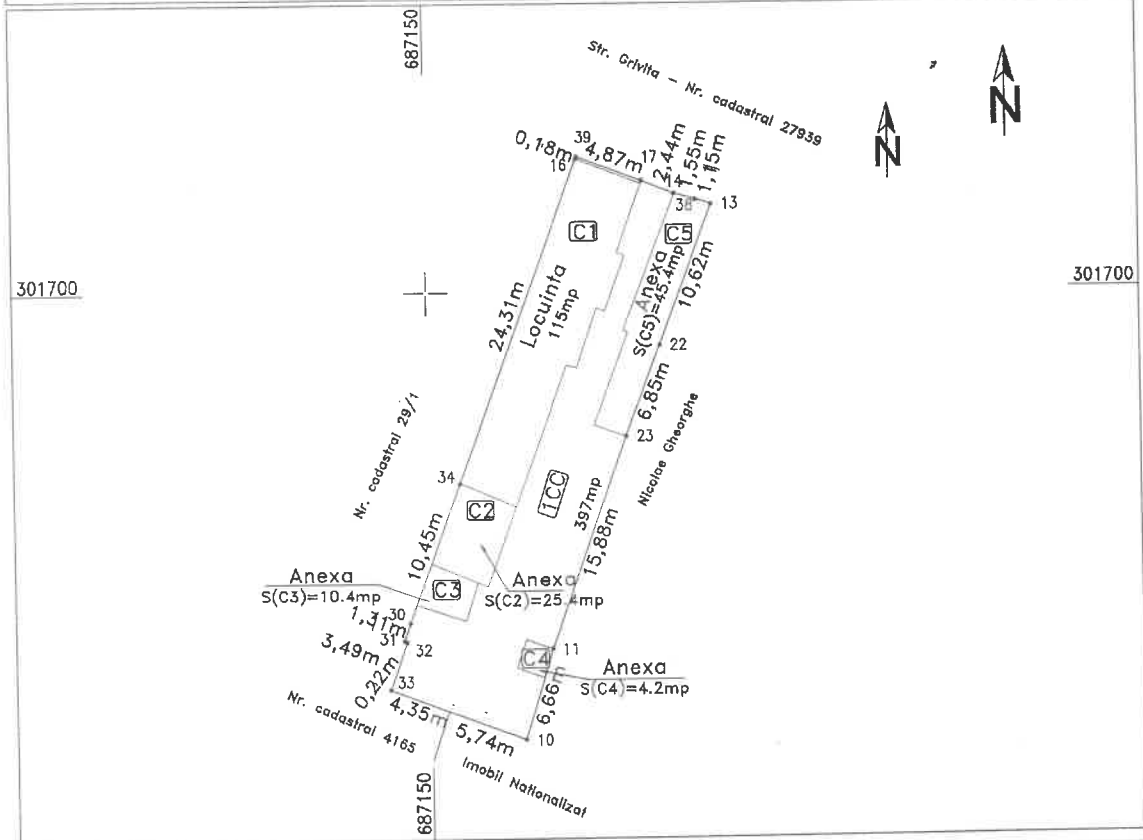 687150
Str. Grivita - Nr. cadastral 27939
N
N
39
0,18m
4,87m
17
2,44m
14
1,55m
1,15m
16
38
13
C1
C5
301700
301700
Locuinta
115mp
Anexa
S(C5)=45.4mp
10,62m
24,31m
22
6,85m
23
Nicolae Gheorghe
Nr. cadastral 29/1
34
C2
1CC
397mp
15,88m
10,45m
Anexa
S(C3)=10.4mp
C3
Anexa
S(C2)=25.4mp
30
1,31m
31
32
3,49m
11
C4
Anexa
S(C4)=4.2mp
0,22m
33
6,66m
4,35m
5,74m
10
Nr. cadastral 4165
Imobil Nationalizat
687150